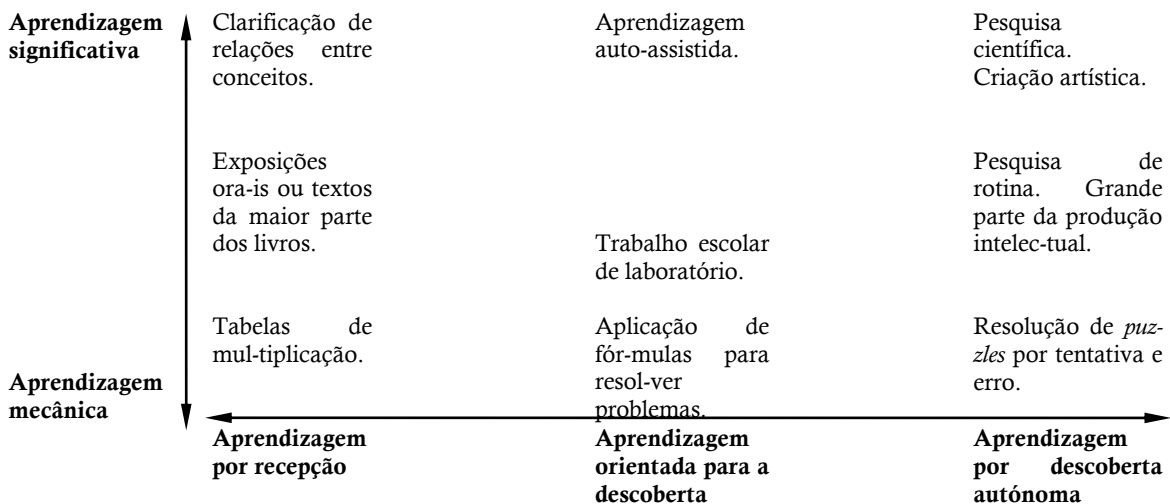 Aprendizagem
significativa
Clarificação de
relações entre
conceitos.
Aprendizagem
auto-assistida.
Pesquisa
científica.
Criação artística.
Exposições
ora-is ou textos
da maior parte
dos livros.
Trabalho escolar
de laboratório.
Pesquisa de
rotina. Grande
parte da produção
intelec-tual.
Tabelas de
mul-tiplicação.
Aplicação de
fór-mulas para
resol-ver
problemas.
Resolução de puz-
zles por tentativa e
erro.
Aprendizagem
mecânica
Aprendizagem
por recepção
Aprendizagem
orientada para a
descoberta
Aprendizagem
por descoberta
autónoma